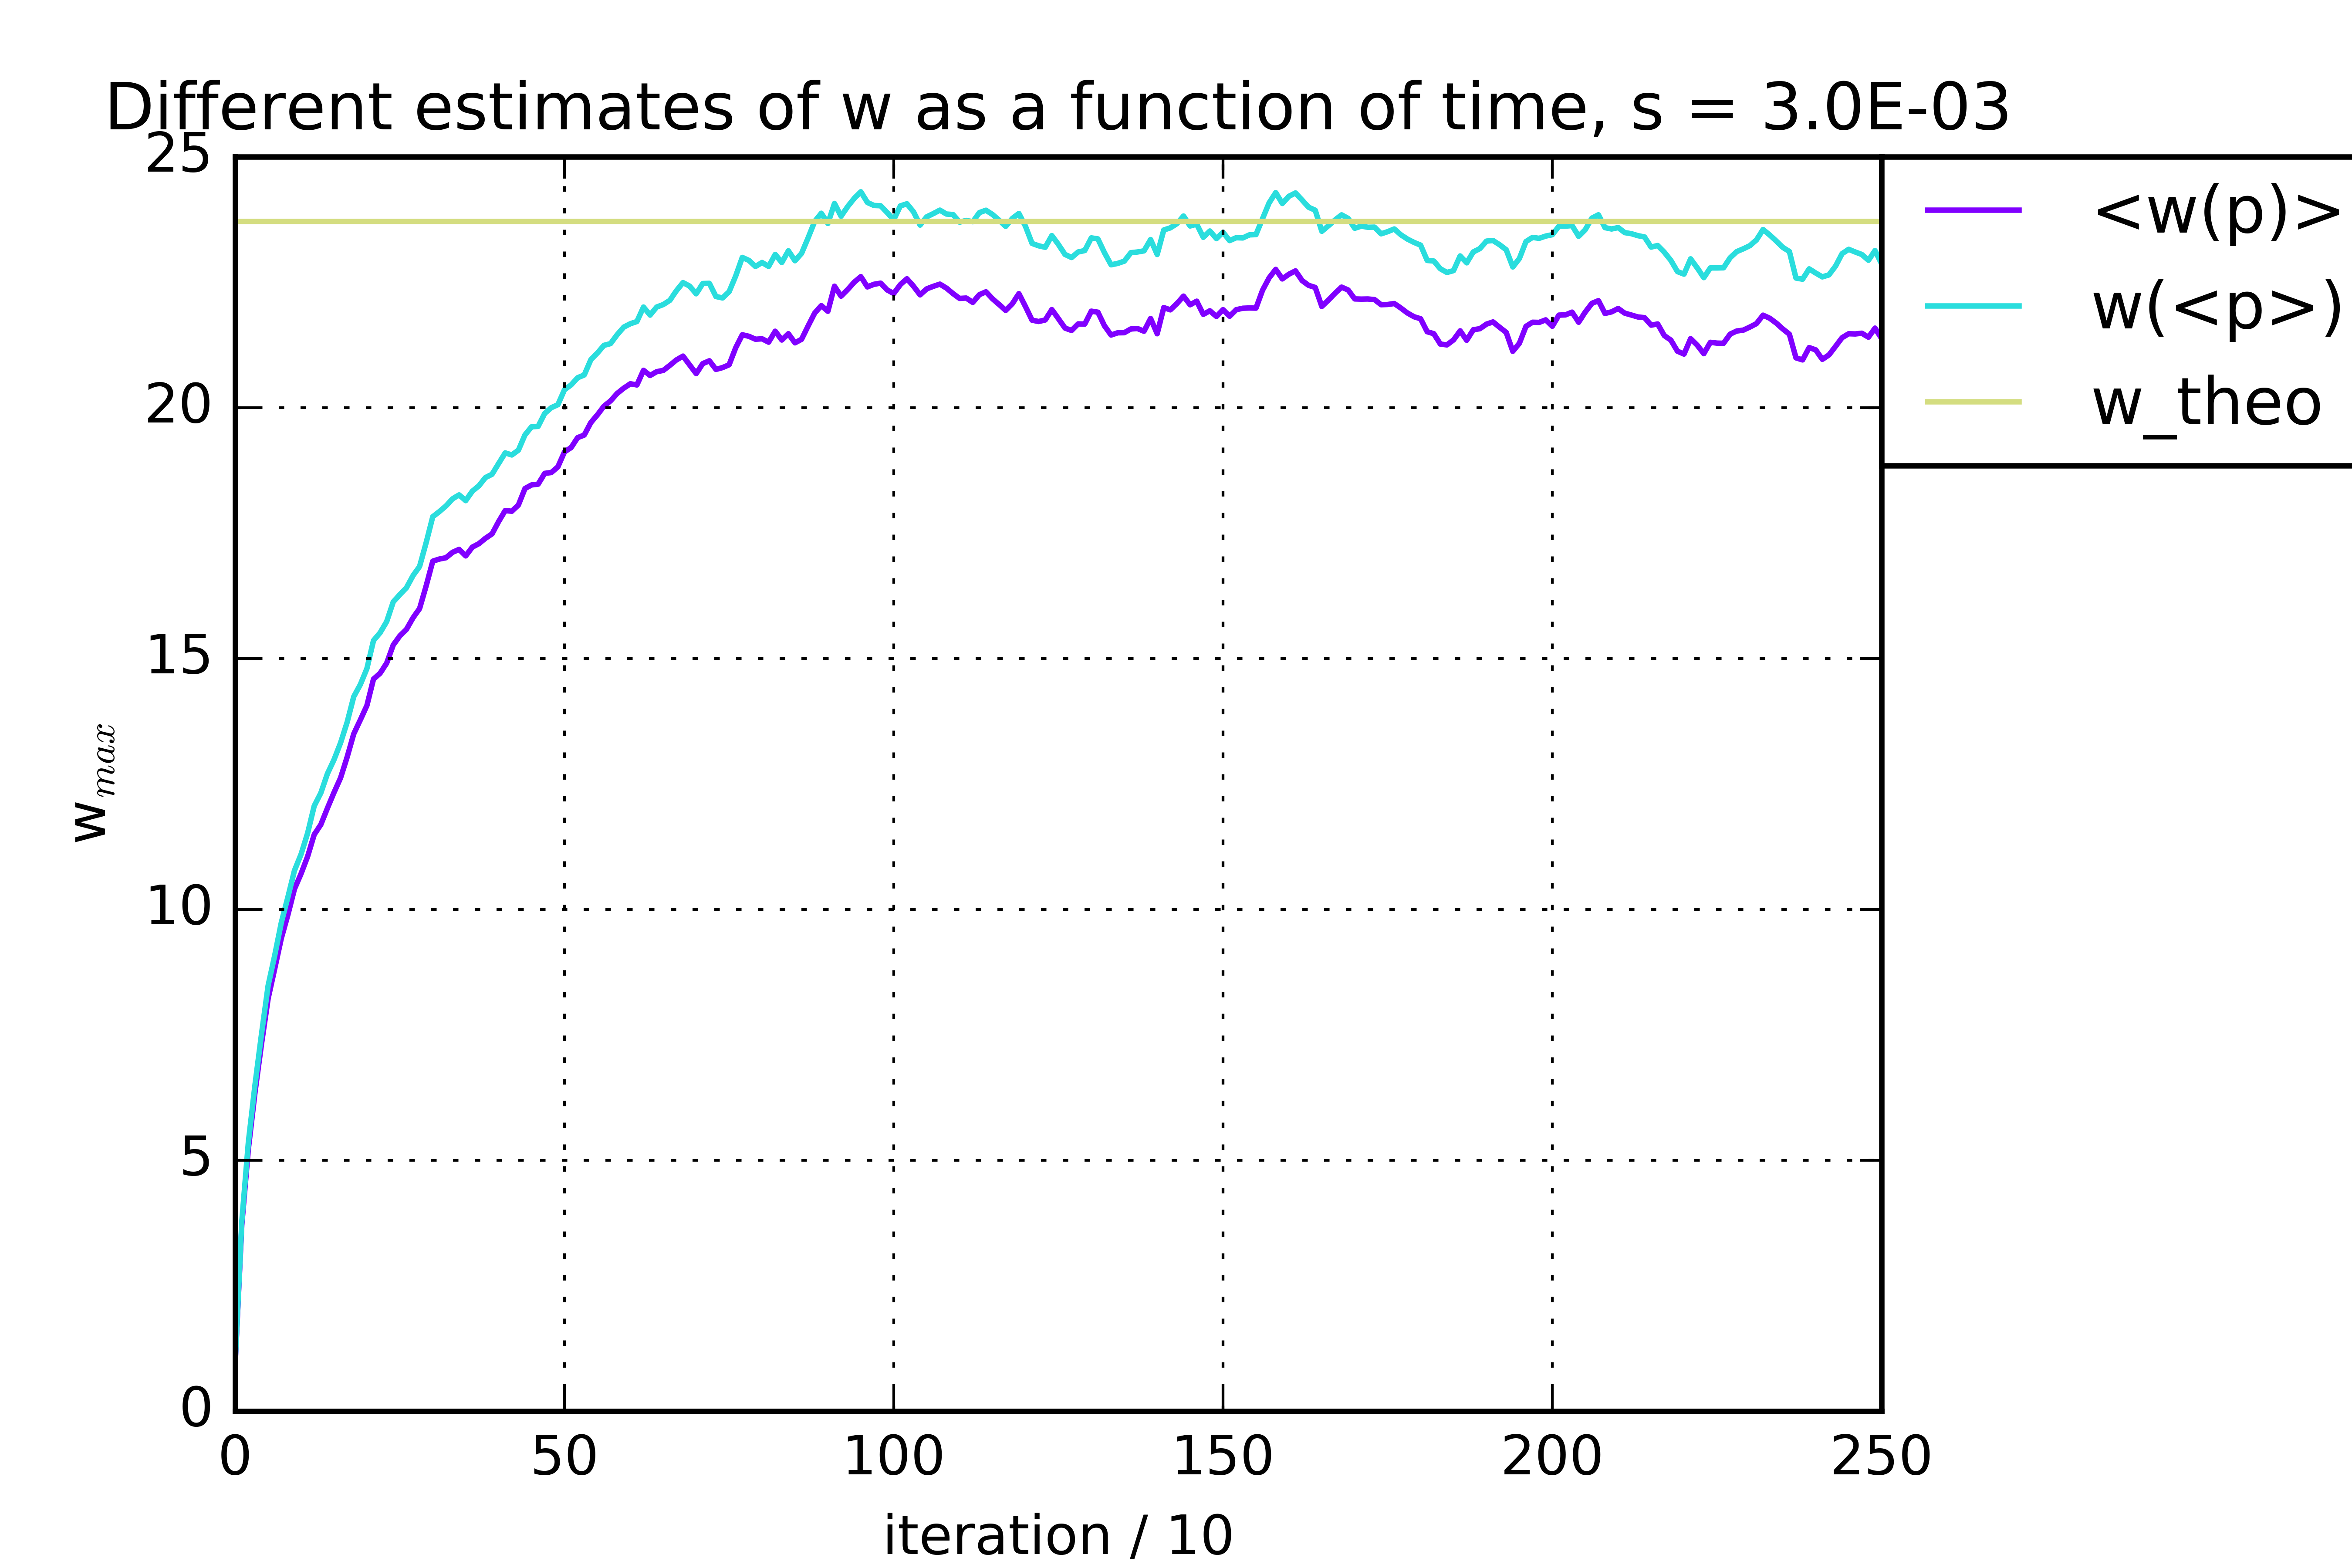 Different estimates of w as a function of time, s = 3.0E-03
25
20
15
10
5
0
w_max
0 50 100 150 200 250
iteration / 10
<w(p)>
w(<p>)
w_theo